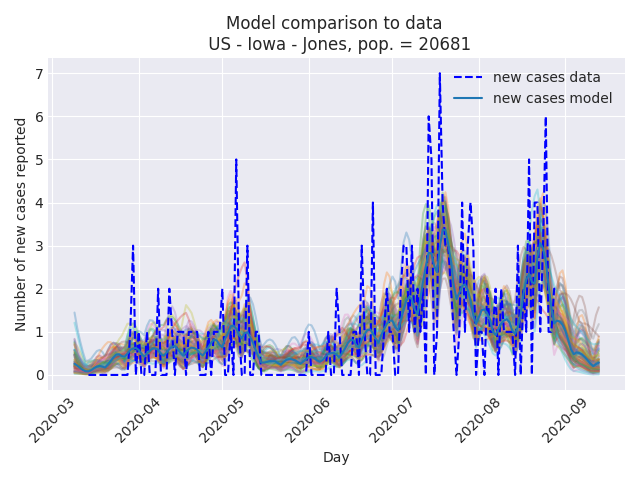 Model comparison to data
US - Iowa - Jones, pop. = 20681
new cases data
new cases model
Number of new cases reported
7
6
5
4
3
2
1
0
2020-03
2020-04
2020-05
2020-06
2020-07
2020-08
2020-09
Day